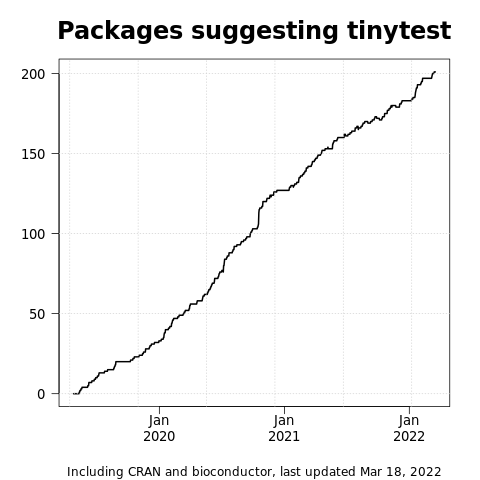 Packages suggesting tinytest
200
150
100
50
0
Jan
2020
Jan
2021
Jan
2022
Including CRAN and bioconductor, last updated Mar 18, 2022